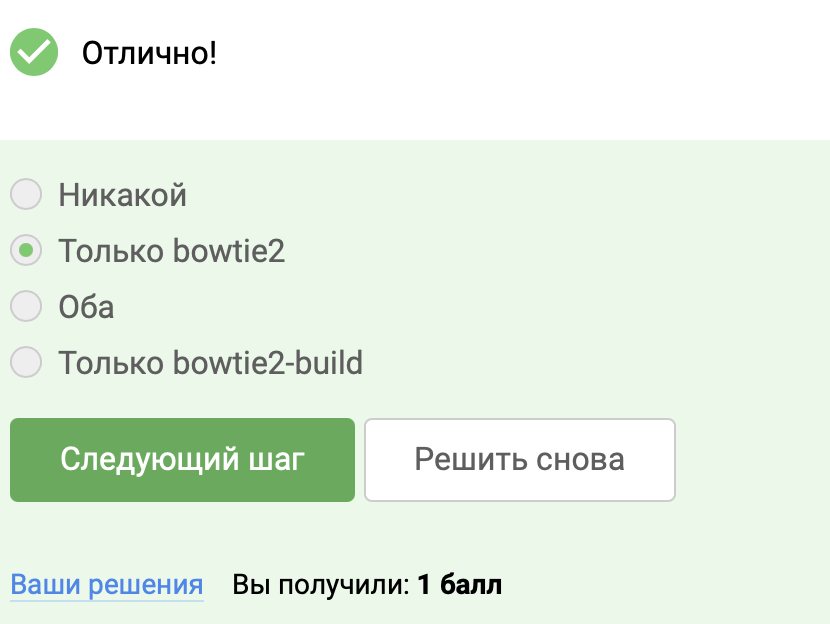 Отлично!
Никакой
Только bowtie2
Оба
Только bowtie2-build
Следующий шаг Решить снова
Ваши решения Вы получили: 1 балл